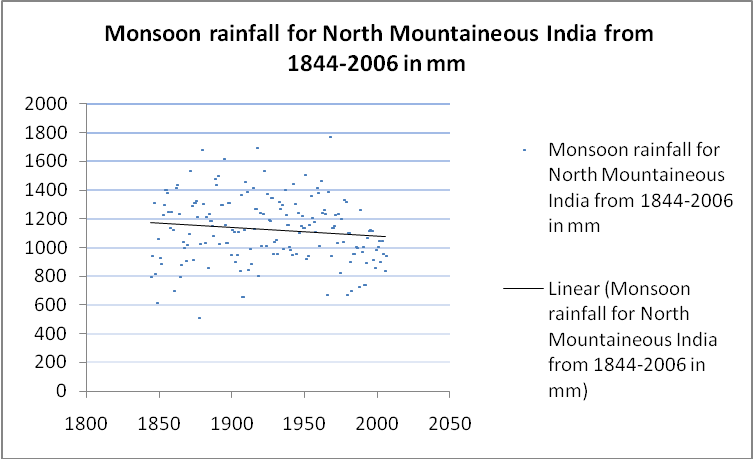 Monsoon rainfall for North Mountaineous India from
1844-2006 in mm
2000
1800
1600
1400
1200
1000
800
600
400
200
0
1800
1850
1900
1950
2000
2050
Monsoon rainfall for
North Mountaineous
India from 1844-2006
in mm
Linear (Monsoon
rainfall for North
Mountaineous India
from 1844-2006 in
mm)